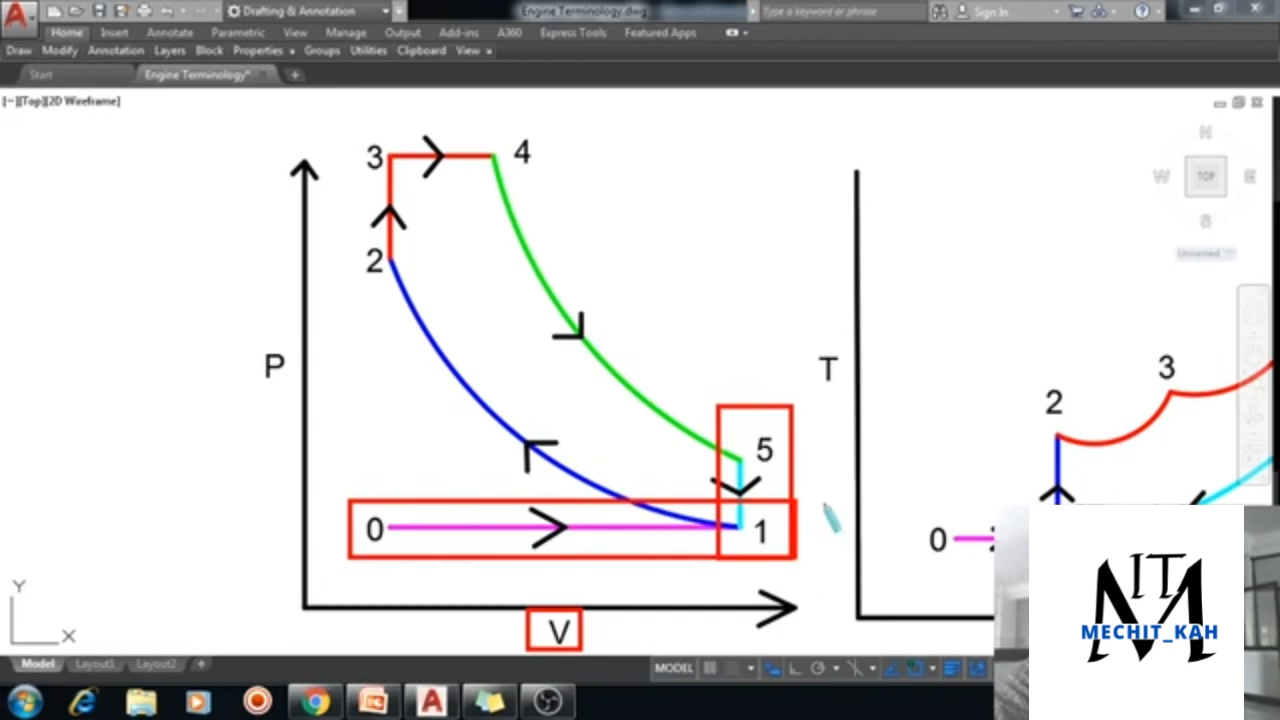 Drafting & Annotation
Engine Terminology.dwg
Type a keyword or phrase
Sign In
Home Insert Annotate Parametric View Manage Output Add-ins A360 Express Tools Featured Apps
Draw Modify Annotation Layers Block Properties Groups Utilities Clipboard View
Start
Engine Terminology*
[−][Top][2D Wireframe]
N
W
TOP
E
S
Unnamed
3
4
2
P
5
0
1
V
T
3
2
0
Y
X
MITA
MECHIT_KAH
Model Layout1 Layout2
MODEL